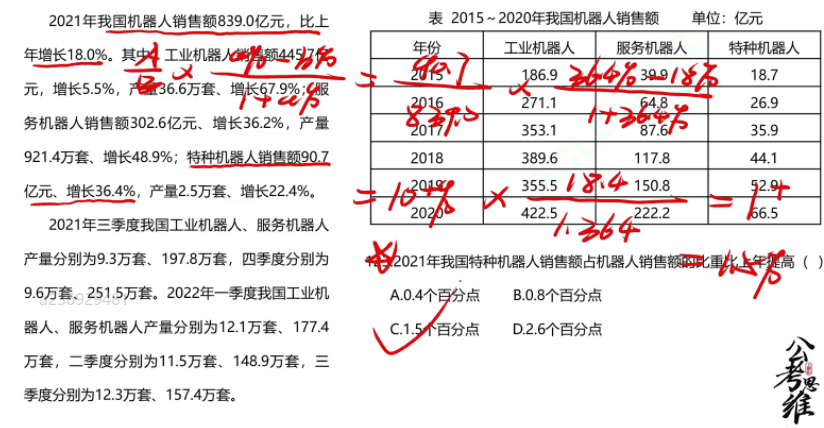 2021年我国机器人销售额839.0亿元，比上
年增长18.0%。其中，工业机器人销售额445.7亿
元，增长5.5%，产量36.6万套、增长67.9%；服
务机器人销售额302.6亿元、增长36.2%，产量
921.4万套、增长48.9%；特种机器人销售额90.7
亿元、增长36.4%，产量2.5万套、增长22.4%。
2021年三季度我国工业机器人、服务机器人
产量分别为9.3万套、197.8万套，四季度分别为
9.6万套、251.5万套。2022年一季度我国工业机
器人、服务机器人产量分别为12.1万套、177.4
万套，二季度分别为11.5万套、148.9万套，三
季度分别为12.3万套、157.4万套。
表 2015～2020年我国机器人销售额 单位：亿元
年份 工业机器人 服务机器人 特种机器人
2015 186.9 39.9 18.7
2016 271.1 64.8 26.9
2017 353.1 87.6 35.9
2018 389.6 117.8 44.1
2019 355.5 150.8 52.9
2020 422.5 222.2 66.5
2021年我国特种机器人销售额占机器人销售额的比重比上年提高（ ）
A.0.4个百分点 B.0.8个百分点
C.1.5个百分点 D.2.6个百分点
A/B × (a%-b%)/(1+a%) = 90.7/839.0 × (36.4%-18%)/(1+36.4%)
= 10+% × 18.4/1.364 = 1+
= 1.5%
公考思维